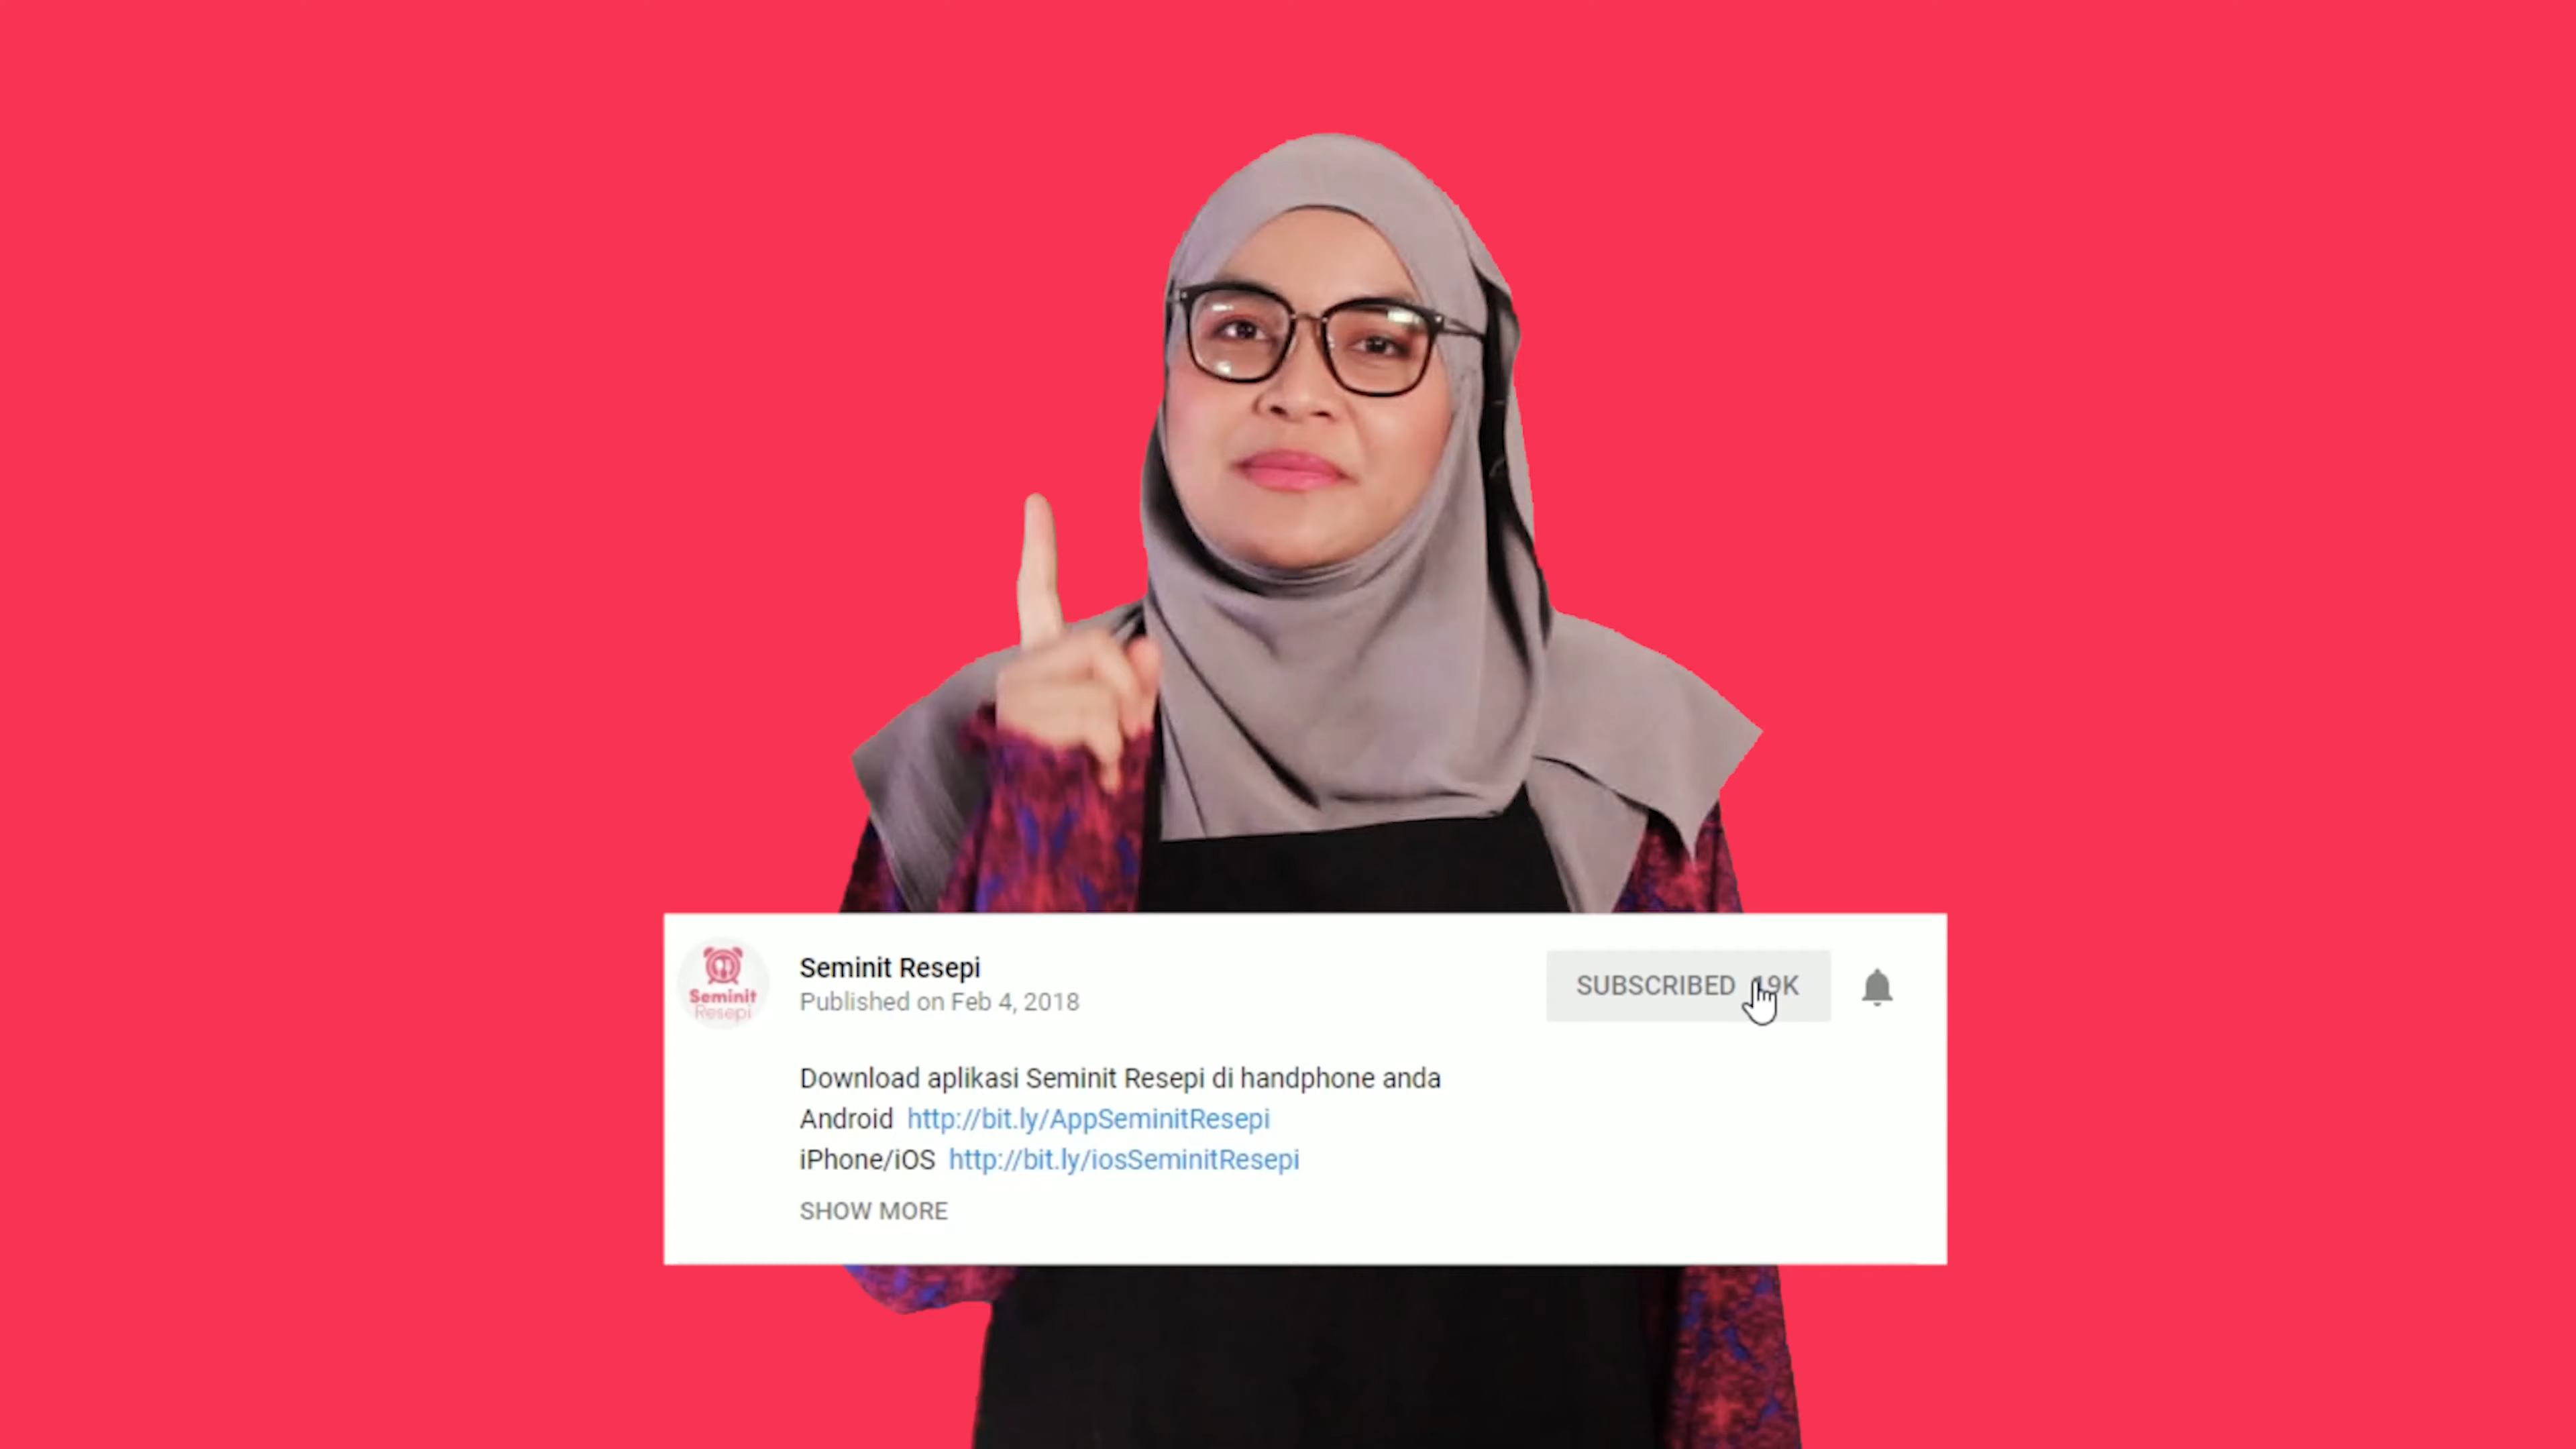 Seminit
Resepi
Seminit Resepi
Published on Feb 4, 2018
SUBSCRIBED 19K
Download aplikasi Seminit Resepi di handphone anda
Android http://bit.ly/AppSeminitResepi
iPhone/iOS http://bit.ly/iosSeminitResepi
SHOW MORE